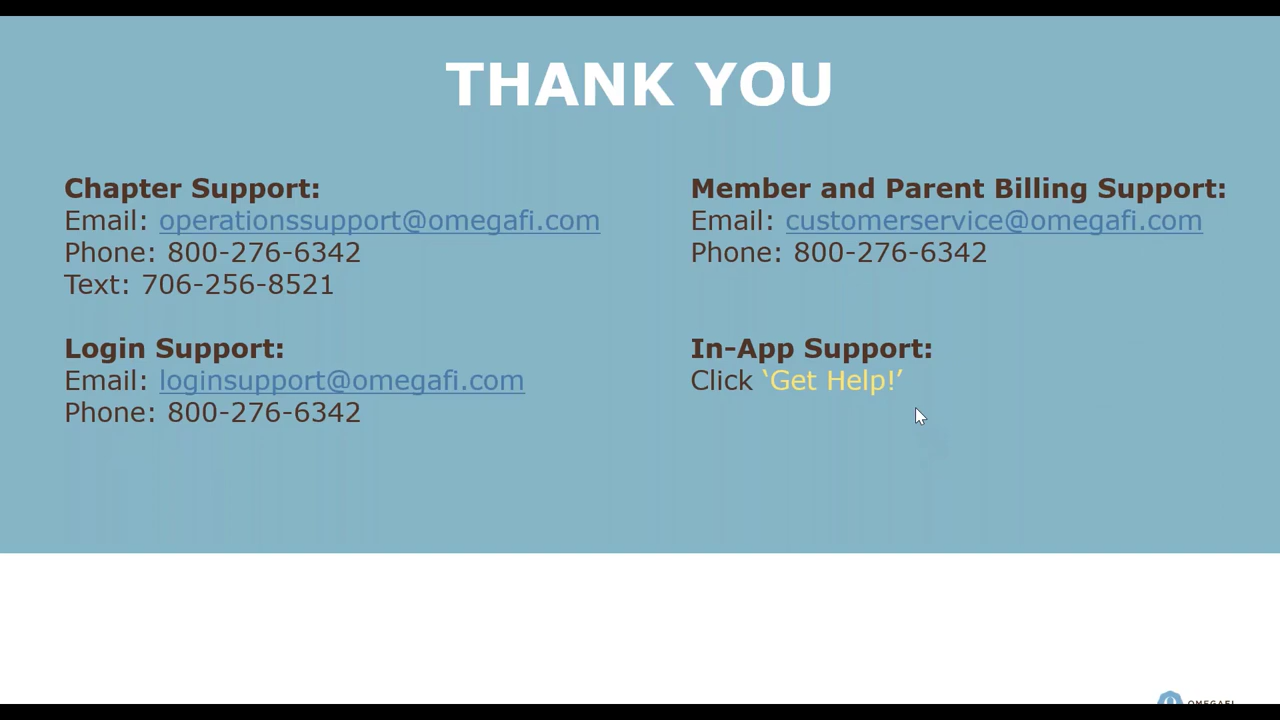 THANK YOU
Chapter Support:
Email: operationssupport@omegafi.com
Phone: 800-276-6342
Text: 706-256-8521
Login Support:
Email: loginsupport@omegafi.com
Phone: 800-276-6342
Member and Parent Billing Support:
Email: customerservice@omegafi.com
Phone: 800-276-6342
In-App Support:
Click ‘Get Help!’
OMEGAFI